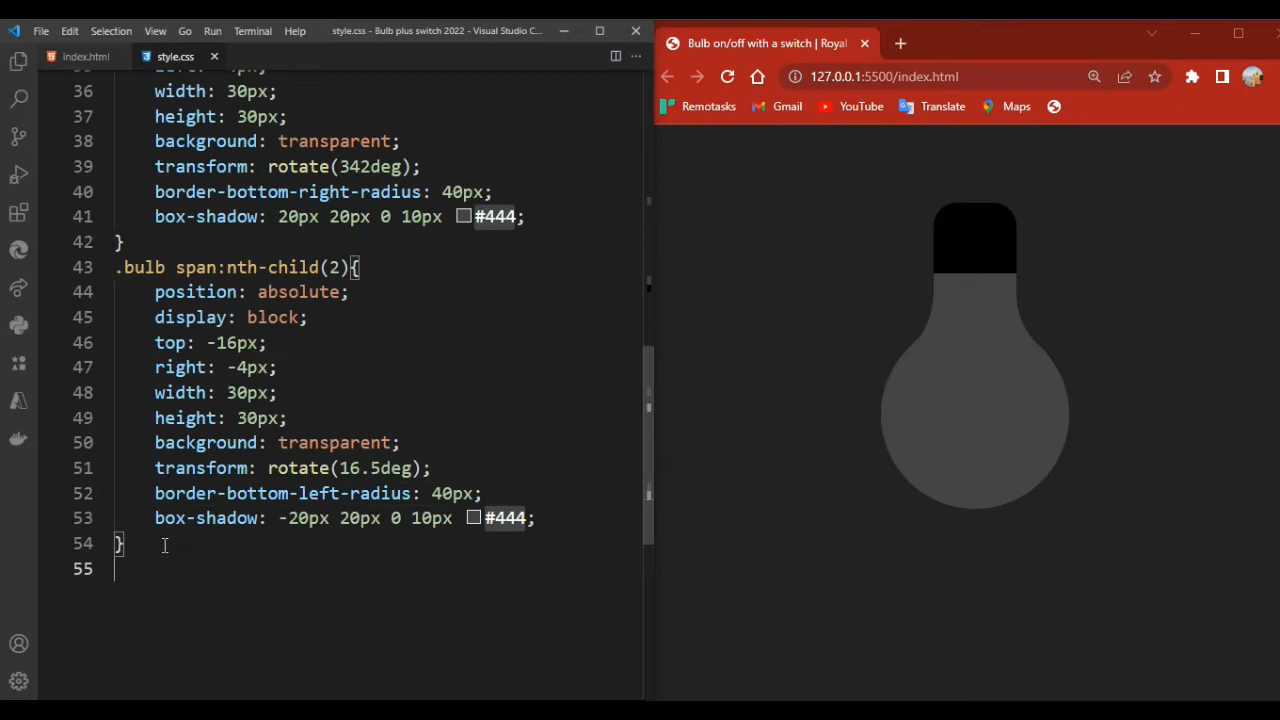 File Edit Selection View Go Run Terminal Help style.css - Bulb plus switch 2022 - Visual Studio C...
index.html style.css
36 width: 30px;
37 height: 30px;
38 background: transparent;
39 transform: rotate(342deg);
40 border-bottom-right-radius: 40px;
41 box-shadow: 20px 20px 0 10px #444;
42 }
43 .bulb span:nth-child(2){
44 position: absolute;
45 display: block;
46 top: -16px;
47 right: -4px;
48 width: 30px;
49 height: 30px;
50 background: transparent;
51 transform: rotate(16.5deg);
52 border-bottom-left-radius: 40px;
53 box-shadow: -20px 20px 0 10px #444;
54 }
55
Bulb on/off with a switch | Royal
127.0.0.1:5500/index.html
Remotasks Gmail YouTube Translate Maps